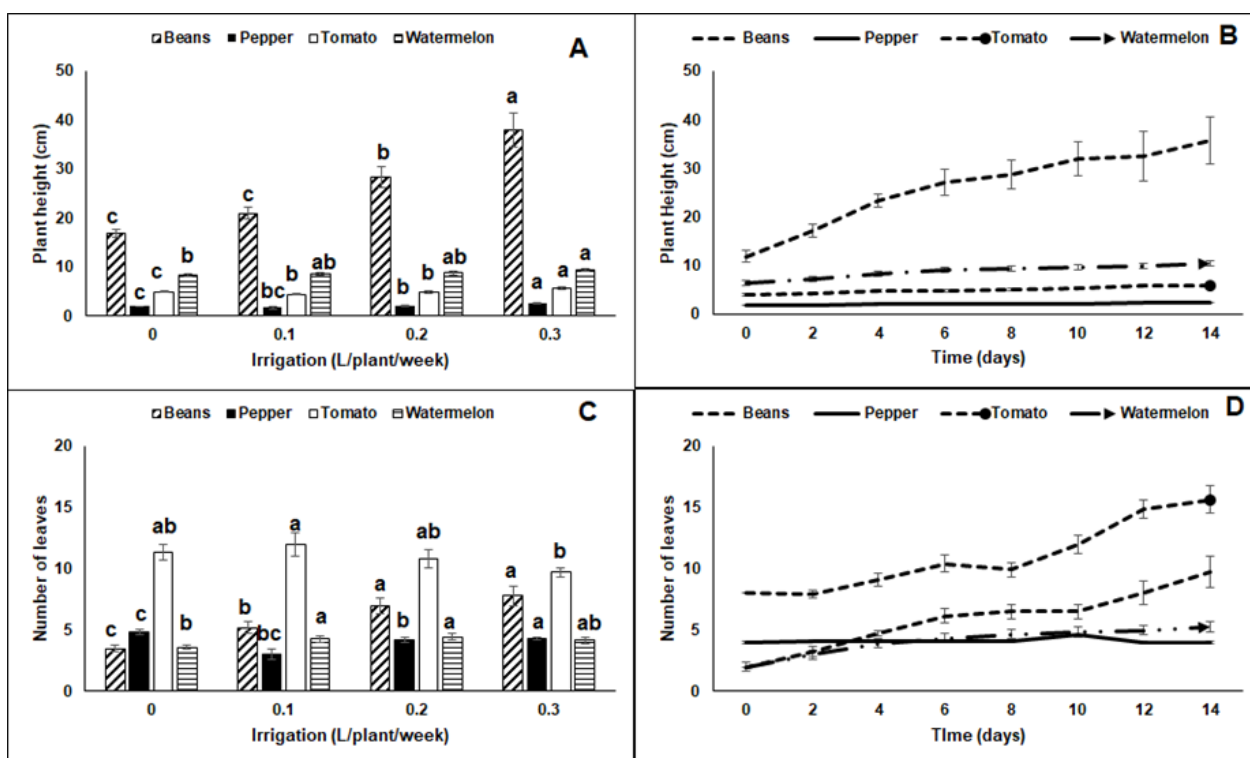 Beans Pepper Tomato Watermelon A
Plant height (cm)
50
40
30
20
10
0
a
b
c
c
b
ab
ab
a
c
c
bc
b
b
b
a
a
0 0.1 0.2 0.3
Irrigation (L/plant/week)
Beans Pepper Tomato Watermelon B
Plant Height (cm)
50
40
30
20
10
0
0 2 4 6 8 10 12 14
Time (days)
Beans Pepper Tomato Watermelon C
Number of leaves
20
15
10
5
0
c c ab b
b bc a a
a b ab a
a a b ab
0 0.1 0.2 0.3
Irrigation (L/plant/week)
Beans Pepper Tomato Watermelon D
Number of leaves
20
15
10
5
0
0 2 4 6 8 10 12 14
TIme (days)